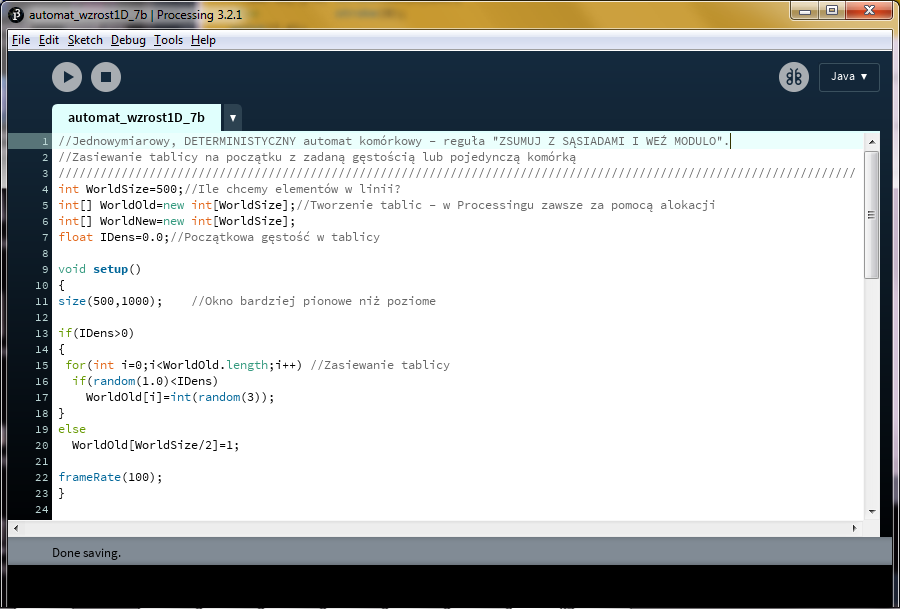 automat_wzrost1D_7b | Processing 3.2.1
File Edit Sketch Debug Tools Help
Java ▼
automat_wzrost1D_7b ▼
1 //Jednowymiarowy, DETERMINISTYCZNY automat komórkowy - reguła "ZSUMUJ Z SĄSIADAMI I WEŹ MODULO".
2 //Zasiewanie tablicy na początku z zadaną gęstością lub pojedynczą komórką
3 //////////////////////////////////////////////////////////////////////////////////////////////////////////////////
4 int WorldSize=500;//Ile chcemy elementów w linii?
5 int[] WorldOld=new int[WorldSize];//Tworzenie tablic - w Processingu zawsze za pomocą alokacji
6 int[] WorldNew=new int[WorldSize];
7 float IDens=0.0;//Początkowa gęstość w tablicy
8
9 void setup()
10 {
11 size(500,1000);    //Okno bardziej pionowe niż poziome
12
13 if(IDens>0)
14 {
15  for(int i=0;i<WorldOld.length;i++) //Zasiewanie tablicy
16   if(random(1.0)<IDens)
17     WorldOld[i]=int(random(3));
18 }
19 else
20   WorldOld[WorldSize/2]=1;
21
22 frameRate(100);
23 }
24
Done saving.